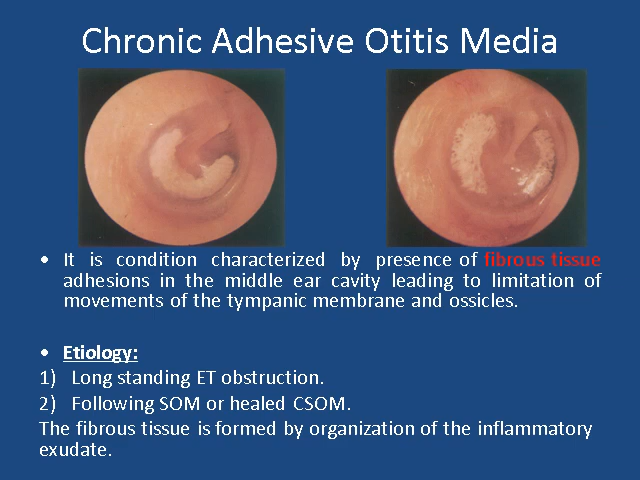 Chronic Adhesive Otitis Media
• It is condition characterized by presence of fibrous tissue
adhesions in the middle ear cavity leading to limitation of
movements of the tympanic membrane and ossicles.
• Etiology:
1) Long standing ET obstruction.
2) Following SOM or healed CSOM.
The fibrous tissue is formed by organization of the inflammatory
exudate.